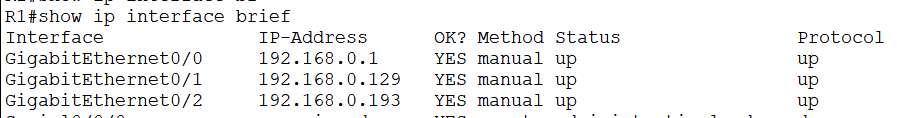 R1#show ip interface brief
Interface IP-Address OK? Method Status Protocol
GigabitEthernet0/0 192.168.0.1 YES manual up up
GigabitEthernet0/1 192.168.0.129 YES manual up up
GigabitEthernet0/2 192.168.0.193 YES manual up up